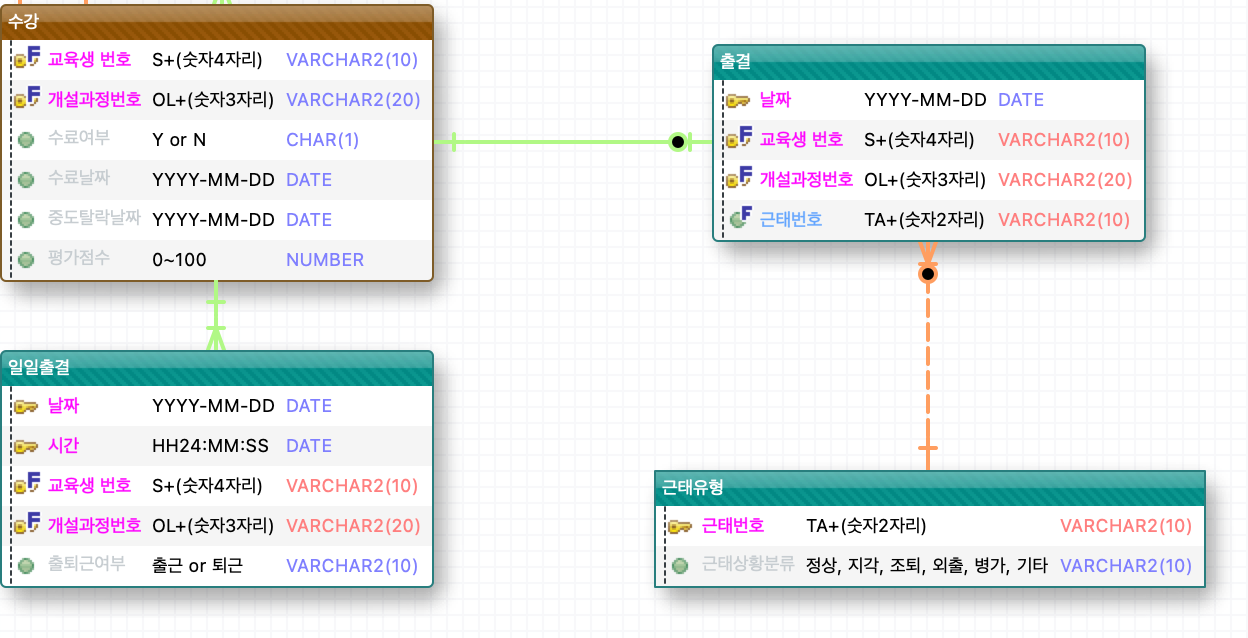 수강
교육생 번호 S+(숫자4자리) VARCHAR2(10)
개설과정번호 OL+(숫자3자리) VARCHAR2(20)
수료여부 Y or N CHAR(1)
수료날짜 YYYY-MM-DD DATE
중도탈락날짜 YYYY-MM-DD DATE
평가점수 0~100 NUMBER
출결
날짜 YYYY-MM-DD DATE
교육생 번호 S+(숫자4자리) VARCHAR2(10)
개설과정번호 OL+(숫자3자리) VARCHAR2(20)
근태번호 TA+(숫자2자리) VARCHAR2(10)
일일출결
날짜 YYYY-MM-DD DATE
시간 HH24:MM:SS DATE
교육생 번호 S+(숫자4자리) VARCHAR2(10)
개설과정번호 OL+(숫자3자리) VARCHAR2(20)
출퇴근여부 출근 or 퇴근 VARCHAR2(10)
근태유형
근태번호 TA+(숫자2자리) VARCHAR2(10)
근태상황분류 정상, 지각, 조퇴, 외출, 병가, 기타 VARCHAR2(10)